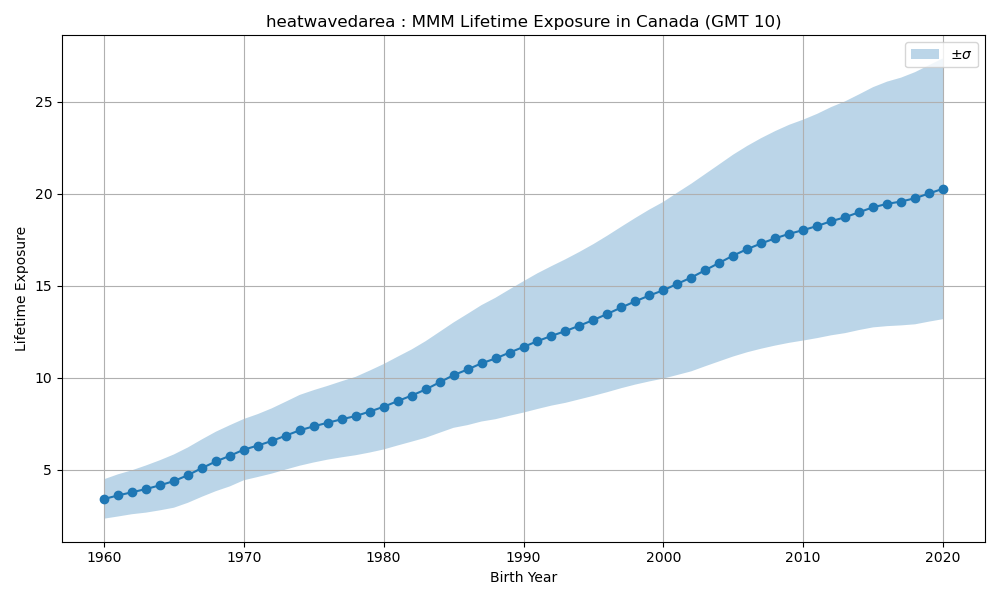 heatwavedarea : MMM Lifetime Exposure in Canada (GMT 10)
±σ
Lifetime Exposure
25
20
15
10
5
1960 1970 1980 1990 2000 2010 2020
Birth Year